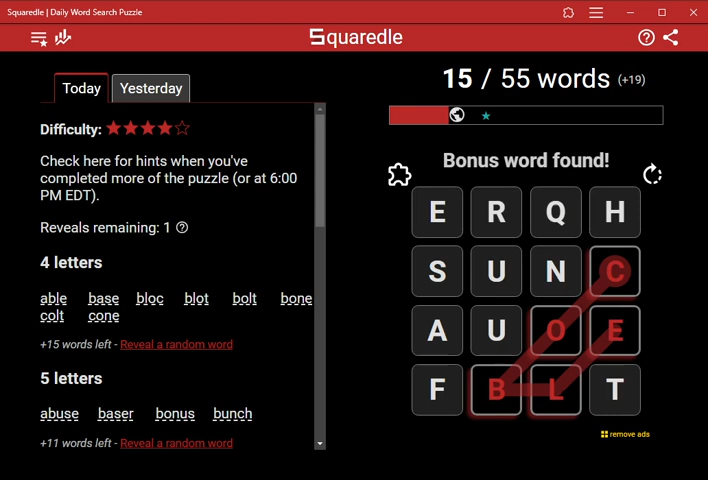 Squaredle | Daily Word Search Puzzle
Squaredle
Today Yesterday
15 / 55 words (+19)
Difficulty:
Check here for hints when you've
completed more of the puzzle (or at 6:00
PM EDT).
Reveals remaining: 1
4 letters
able base bloc blot bolt bone
colt cone
+15 words left - Reveal a random word
5 letters
abuse baser bonus bunch
+11 words left - Reveal a random word
Bonus word found!
E R Q H
S U N C
A U O E
F B L T
remove ads